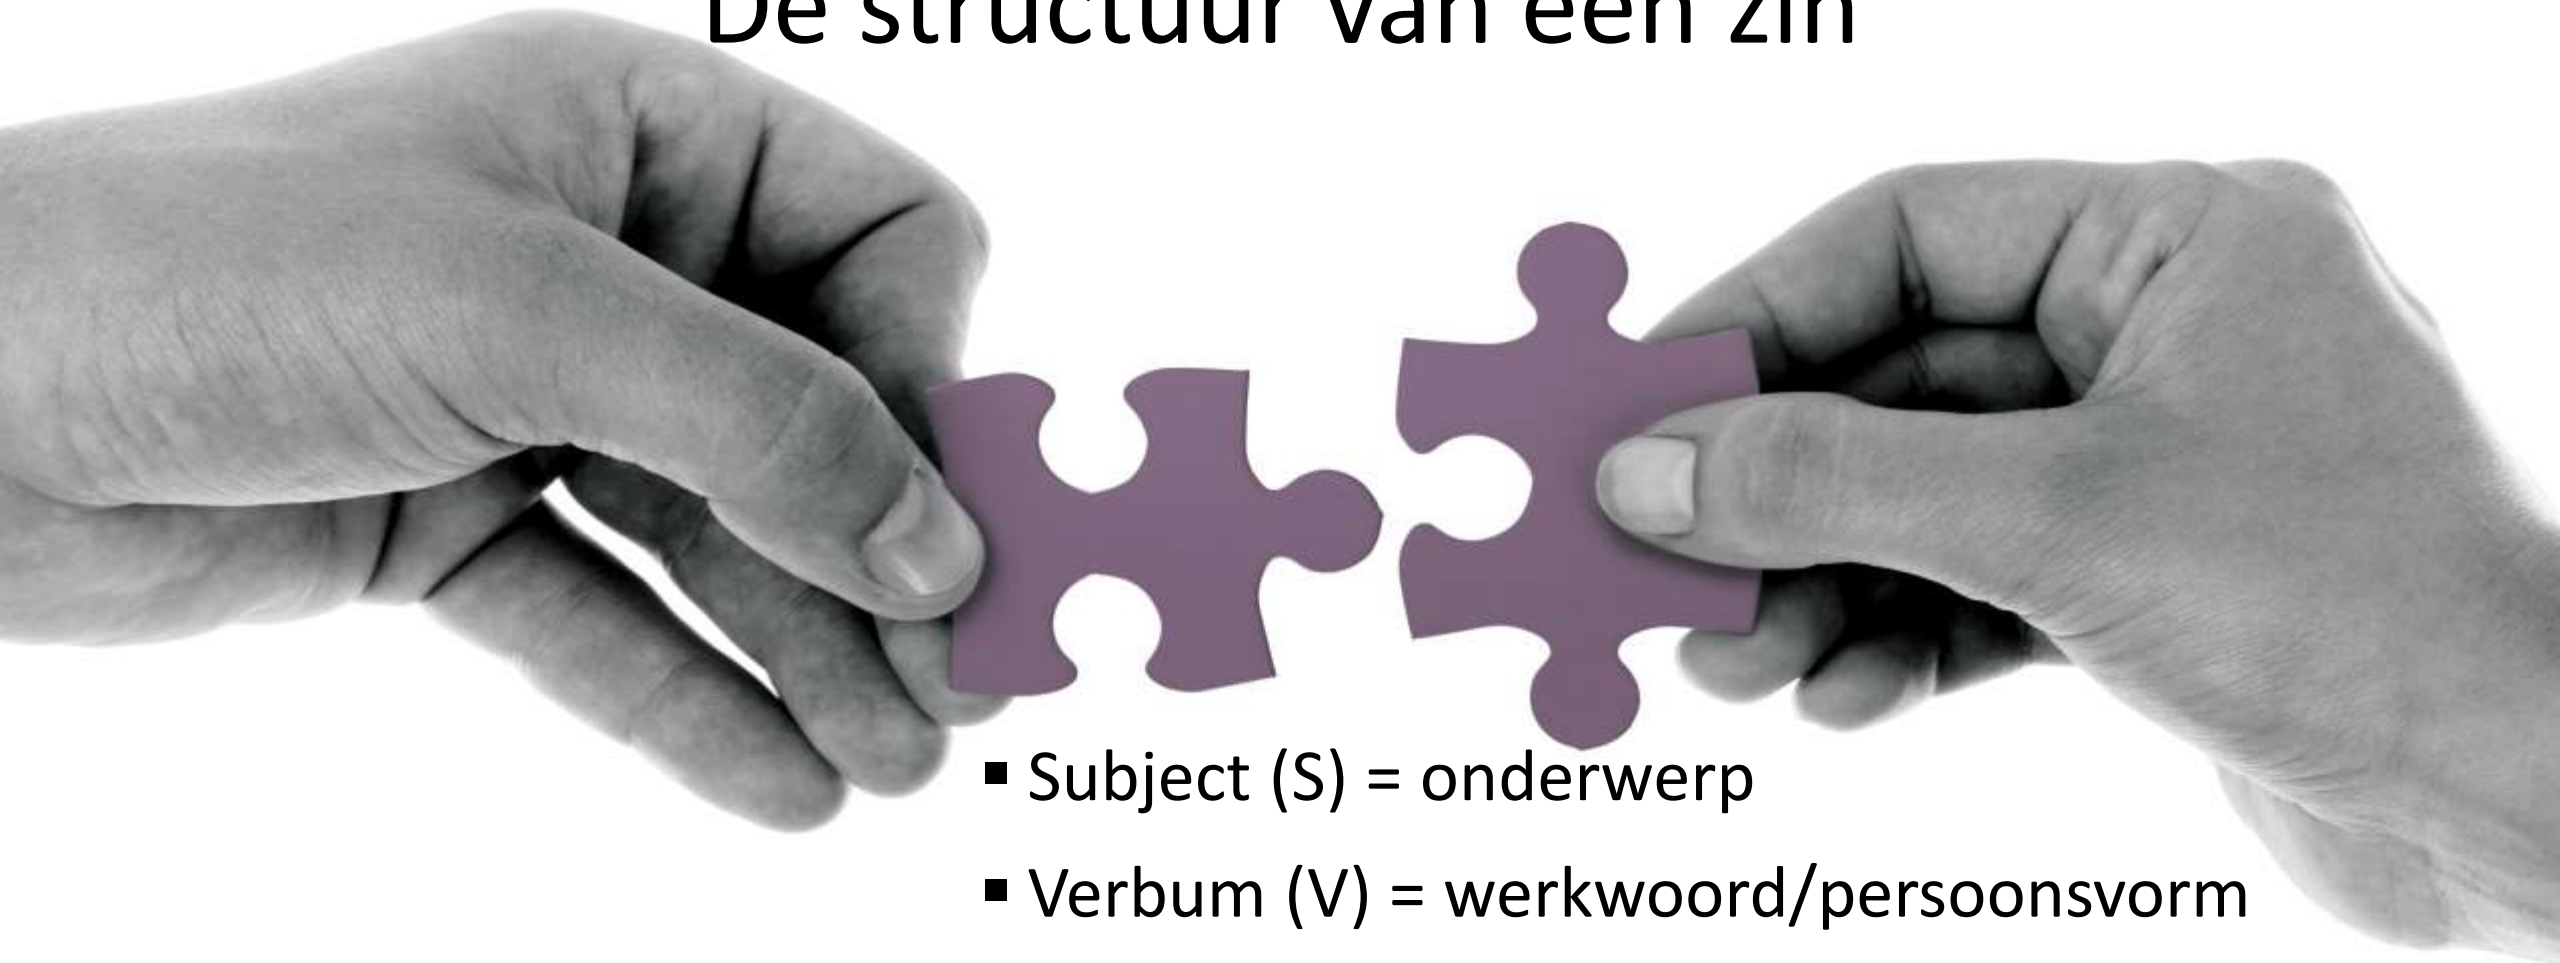 De structuur van een zin
▪ Subject (S) = onderwerp
▪ Verbum (V) = werkwoord/persoonsvorm